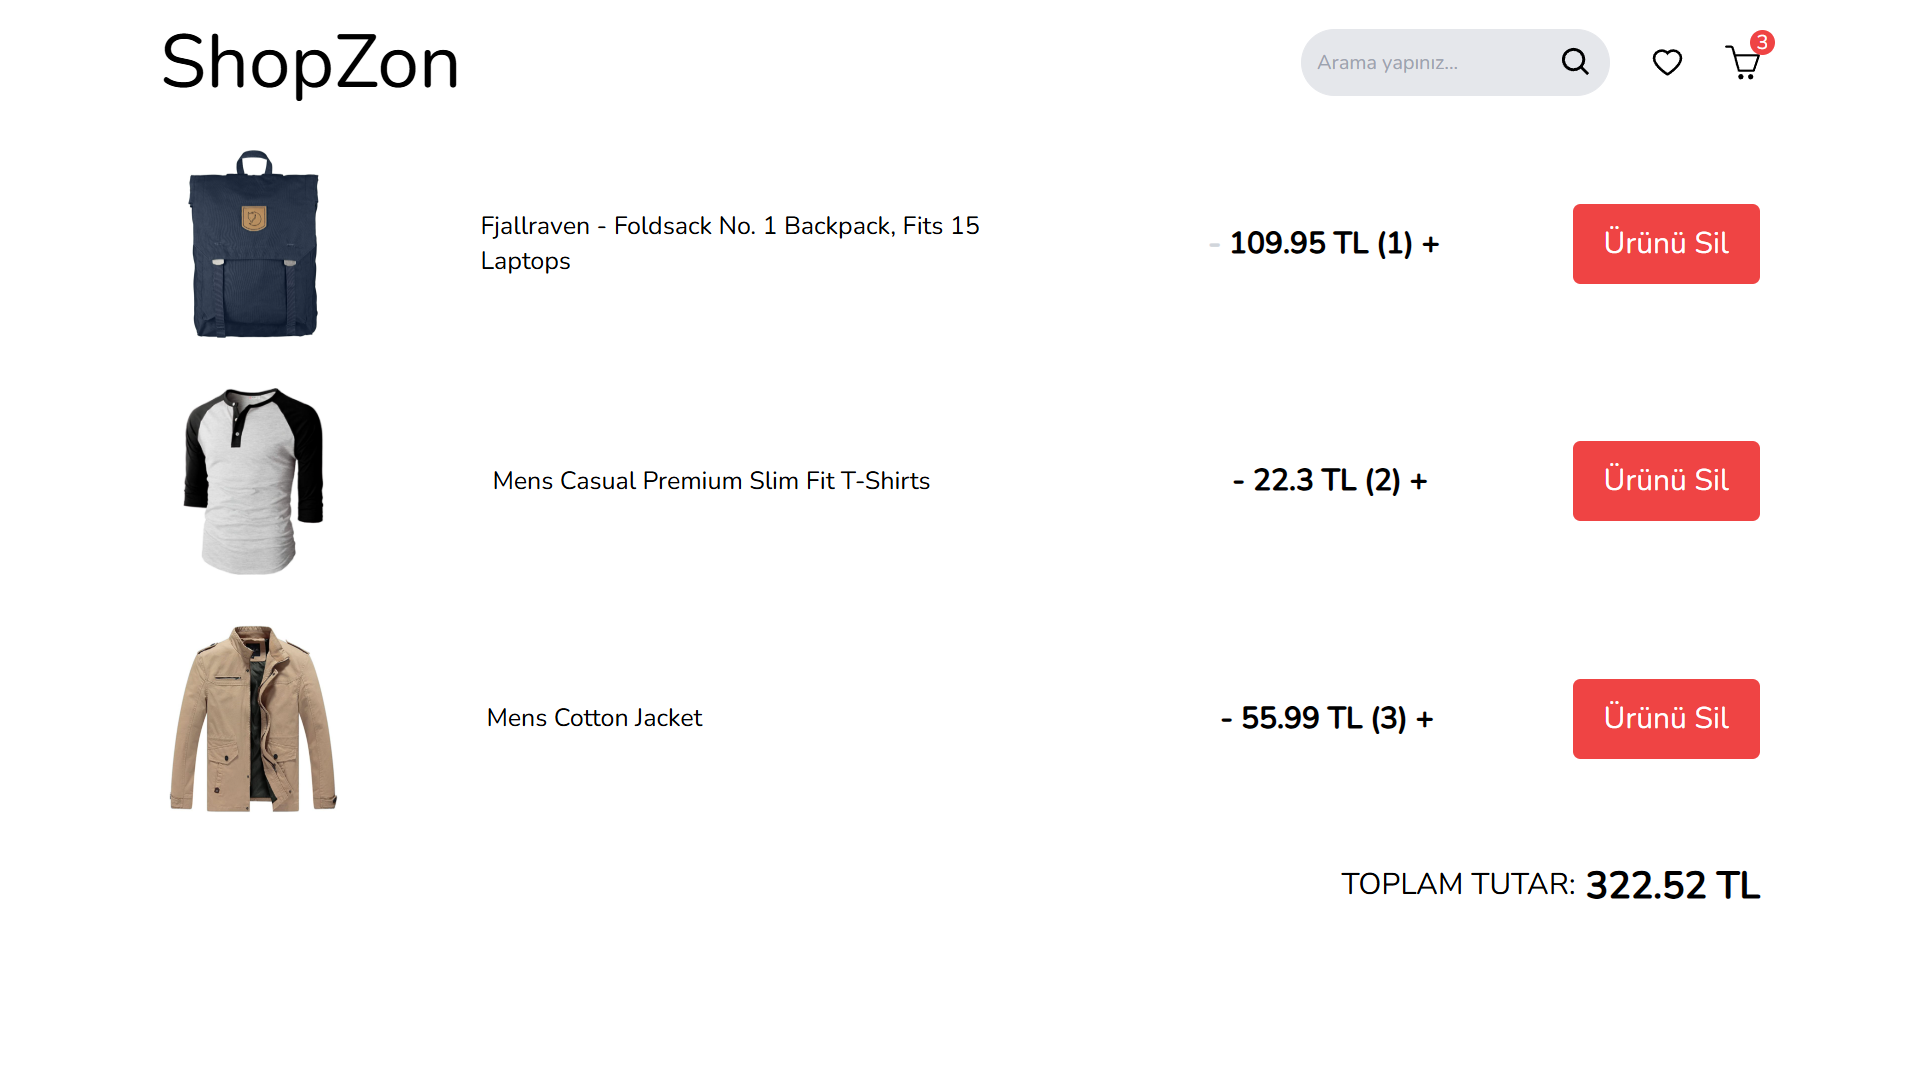 ShopZon
Arama yapınız...
3
Fjallraven - Foldsack No. 1 Backpack, Fits 15
Laptops
- 109.95 TL (1) +
Ürünü Sil
Mens Casual Premium Slim Fit T-Shirts
- 22.3 TL (2) +
Ürünü Sil
Mens Cotton Jacket
- 55.99 TL (3) +
Ürünü Sil
TOPLAM TUTAR: 322.52 TL